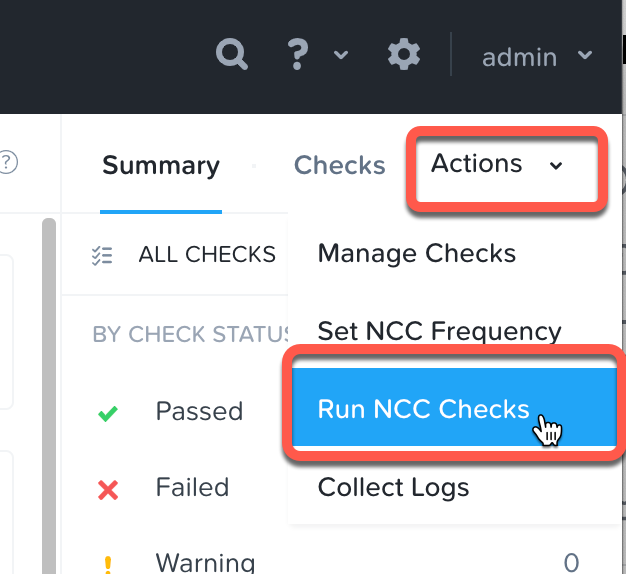 ? admin
? Summary Checks Actions
ALL CHECKS
Manage Checks
BY CHECK STATUS
Set NCC Frequency
Passed
Run NCC Checks
Failed
Collect Logs
Warning 0